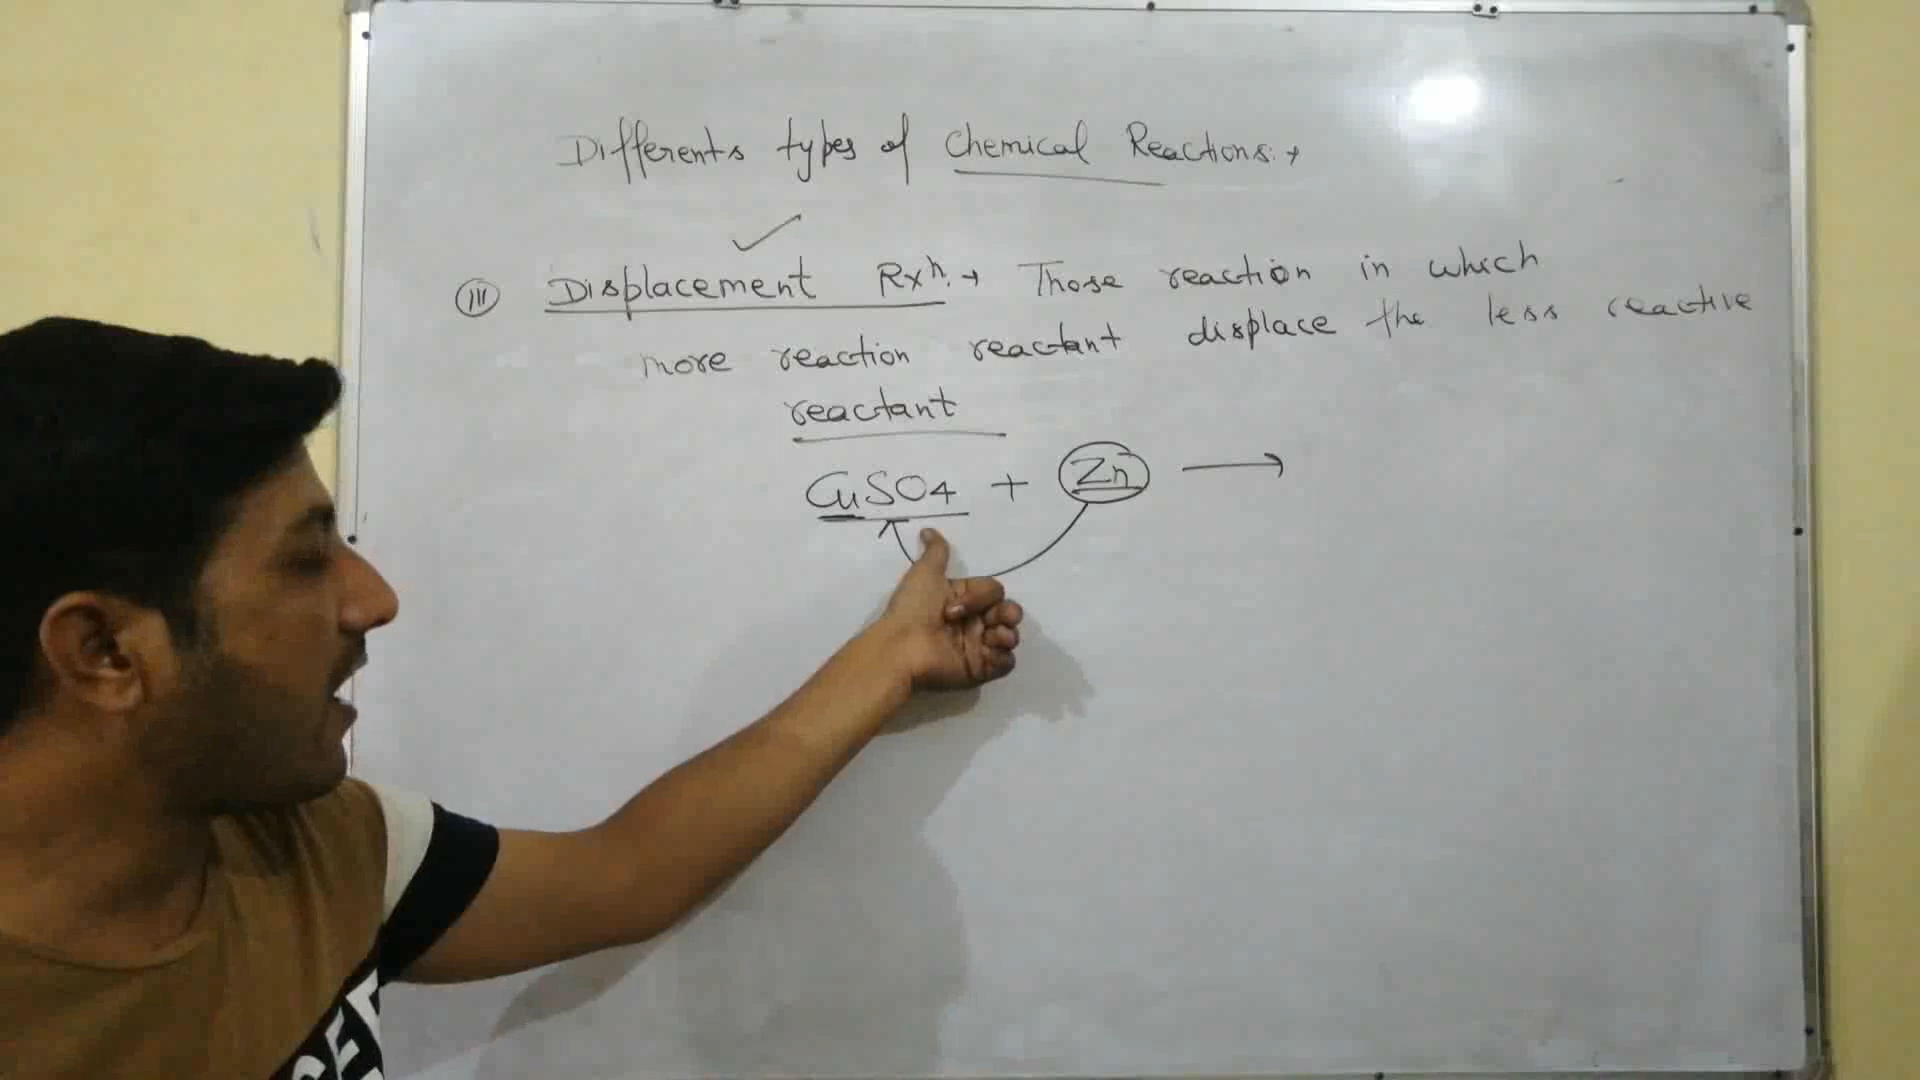 Differents types of Chemical Reactions:→
(iii) Displacement Rxn.→ Those reaction in which
more reaction reactant displace the less reactive
reactant
CuSO4 + Zn →